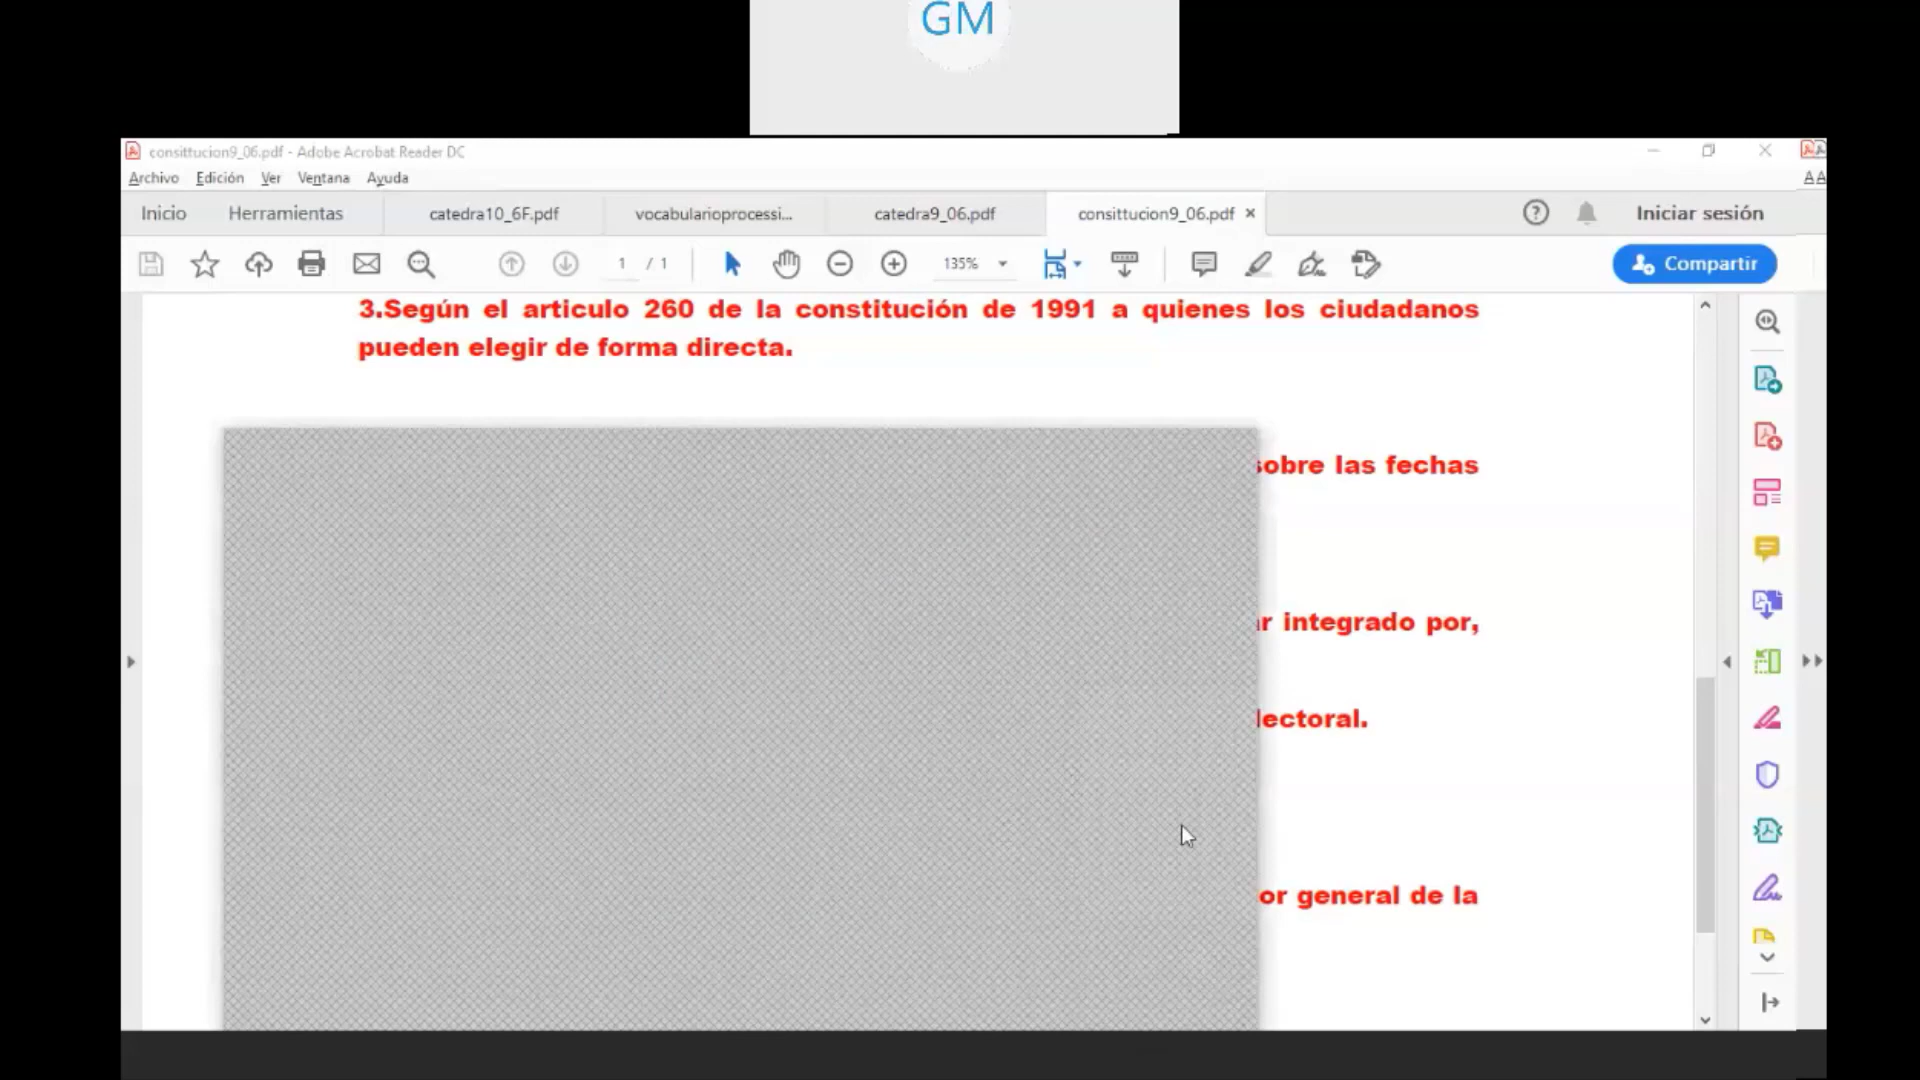 GM
consittucion9_06.pdf - Adobe Acrobat Reader DC
Archivo Edición Ver Ventana Ayuda
Inicio Herramientas catedra10_6F.pdf vocabularioprocessi... catedra9_06.pdf consittucion9_06.pdf × Iniciar sesión
1 / 1 135% Compartir
3.Según el articulo 260 de la constitución de 1991 a quienes los ciudadanos
pueden elegir de forma directa.
sobre las fechas
integrado por,
general de la